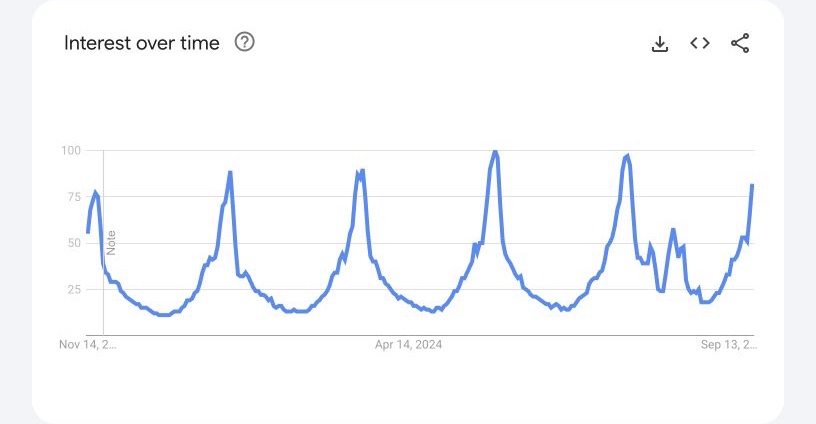 Interest over time
100
75
50
25
Note
Nov 14, 2...
Apr 14, 2024
Sep 13, 2...